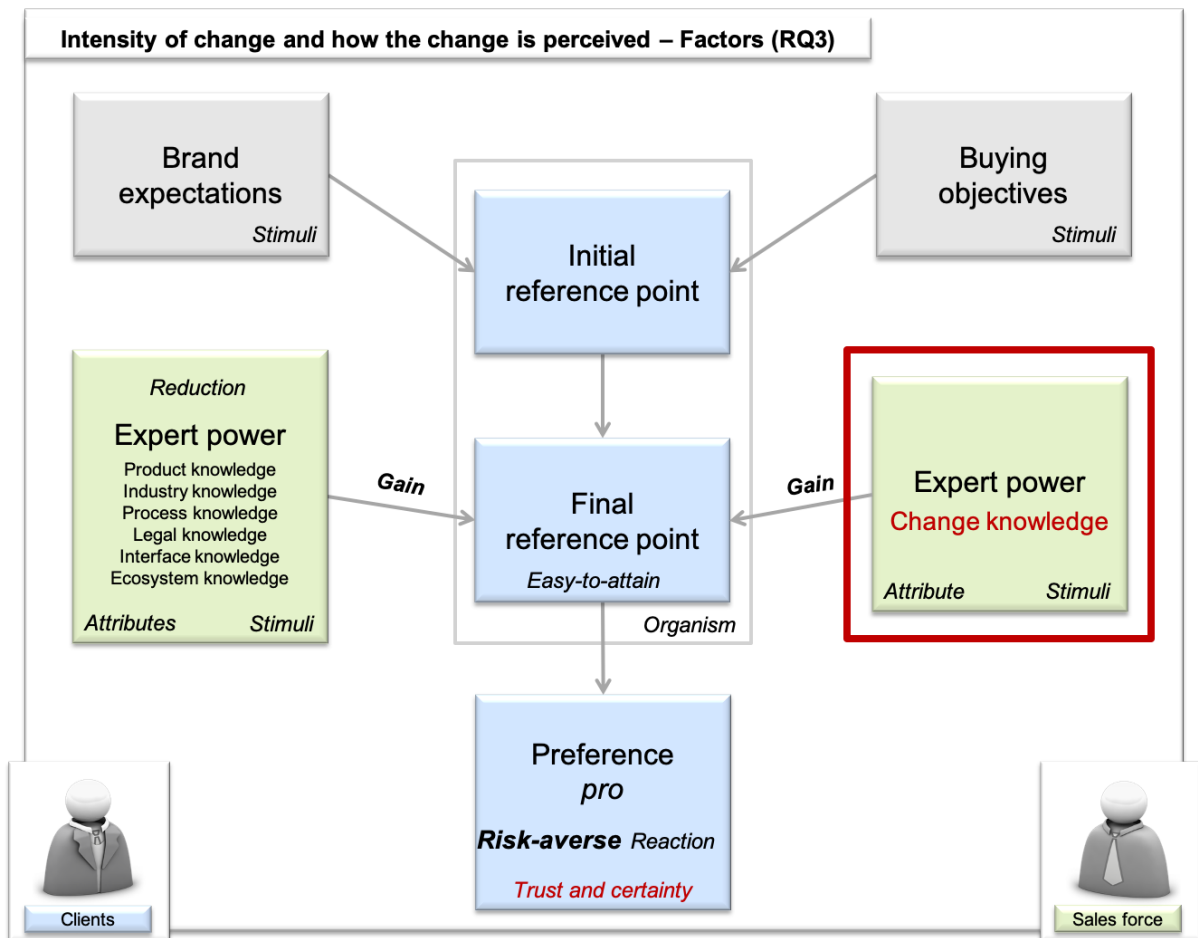 Intensity of change and how the change is perceived – Factors (RQ3)
Brand
expectations
Stimuli
Buying
objectives
Stimuli
Initial
reference point
Reduction
Expert power
Product knowledge
Industry knowledge
Process knowledge
Legal knowledge
Interface knowledge
Ecosystem knowledge
Attributes Stimuli
Gain
Final
reference point
Easy-to-attain
Organism
Gain
Expert power
Change knowledge
Attribute Stimuli
Preference
pro
Risk-averse Reaction
Trust and certainty
Clients
Sales force